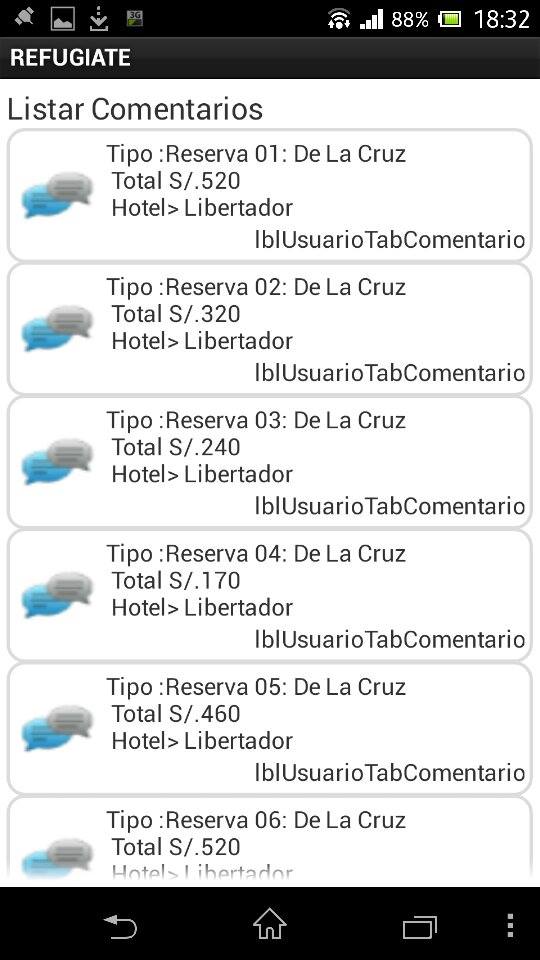 3G
88%
18:32
REFUGIATE
Listar Comentarios
Tipo :Reserva 01: De La Cruz
Total S/.520
Hotel> Libertador
lblUsuarioTabComentario
Tipo :Reserva 02: De La Cruz
Total S/.320
Hotel> Libertador
lblUsuarioTabComentario
Tipo :Reserva 03: De La Cruz
Total S/.240
Hotel> Libertador
lblUsuarioTabComentario
Tipo :Reserva 04: De La Cruz
Total S/.170
Hotel> Libertador
lblUsuarioTabComentario
Tipo :Reserva 05: De La Cruz
Total S/.460
Hotel> Libertador
lblUsuarioTabComentario
Tipo :Reserva 06: De La Cruz
Total S/.520
Hotel> Libertador